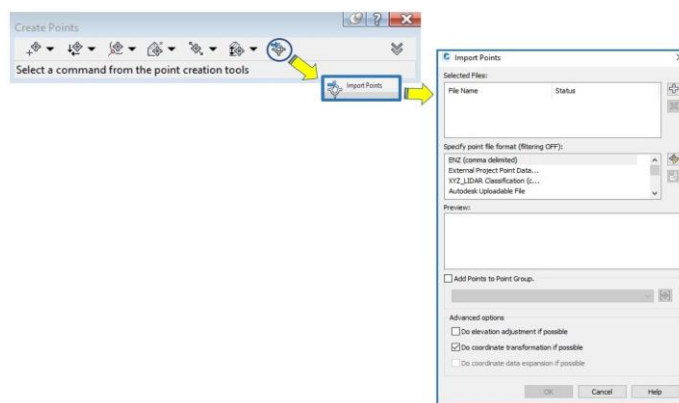 Create Points
Select a command from the point creation tools
Import Points
Import Points
Selected Files:
File Name Status
Specify point file format (filtering OFF):
ENZ (comma delimited)
External Project Point Data...
XYZ_LIDAR Classification (c...
Autodesk Uploadable File
Preview:
Add Points to Point Group.
Advanced options
Do elevation adjustment if possible
Do coordinate transformation if possible
Do coordinate data expansion if possible
OK Cancel Help